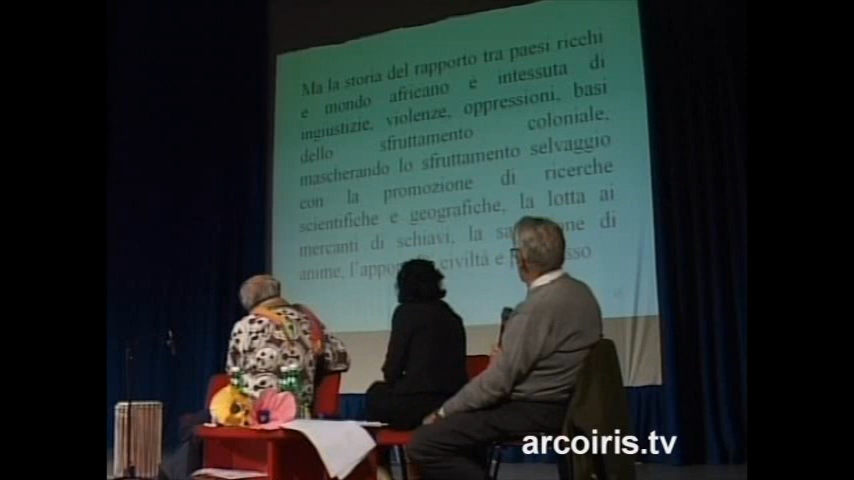 Ma la storia del rapporto tra paesi ricchi
e mondo africano e intessuta di
ingiustizie, violenze, oppressioni, basi
dello sfruttamento coloniale,
mascherando lo sfruttamento selvaggio
con la promozione di ricerche
scientifiche e geografiche, la lotta ai
mercanti di schiavi, la di
anime, civiltá e
arcoiris.tv